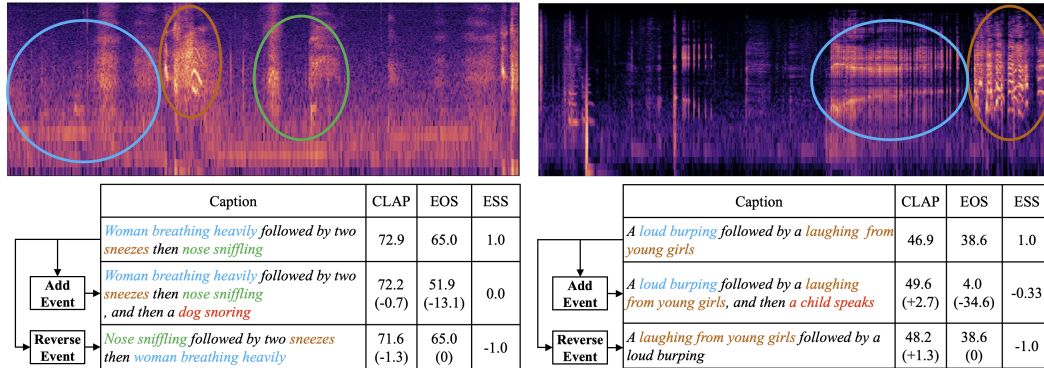 Caption CLAP EOS ESS
Woman breathing heavily followed by two
sneezes then nose sniffling
72.9 65.0 1.0
Add
Event
Woman breathing heavily followed by two
sneezes then nose sniffling
, and then a dog snoring
72.2
(-0.7)
51.9
(-13.1)
0.0
Reverse
Event
Nose sniffling followed by two sneezes
then woman breathing heavily
71.6
(-1.3)
65.0
(0)
-1.0
Caption CLAP EOS ESS
A loud burping followed by a laughing from
young girls
46.9 38.6 1.0
Add
Event
A loud burping followed by a laughing
from young girls, and then a child speaks
49.6
(+2.7)
4.0
(-34.6)
-0.33
Reverse
Event
A laughing from young girls followed by a
loud burping
48.2
(+1.3)
38.6
(0)
-1.0